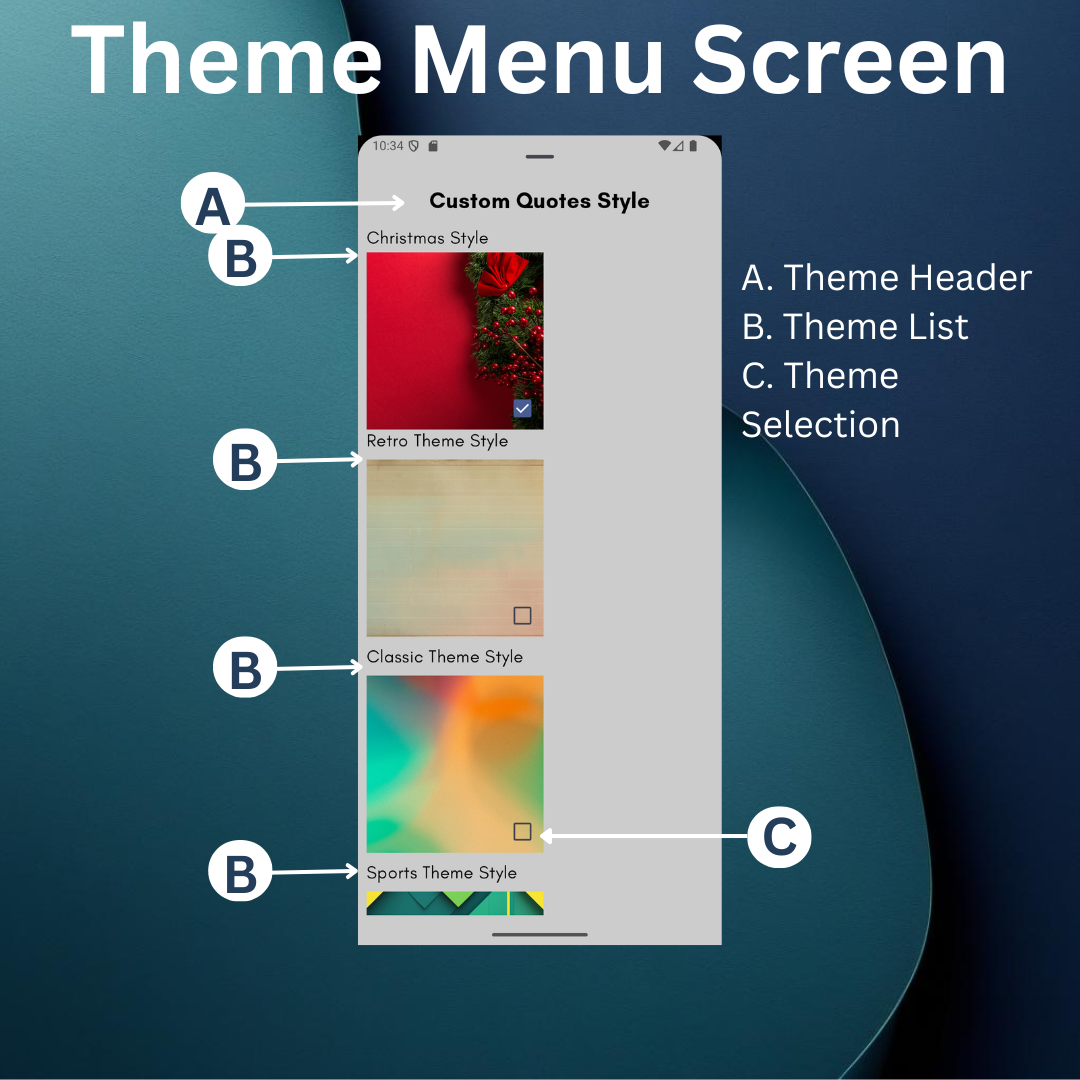 Theme Menu Screen
10:34
A
Custom Quotes Style
B
Christmas Style
A. Theme Header
B. Theme List
C. Theme
Selection
B
Retro Theme Style
B
Classic Theme Style
C
B
Sports Theme Style